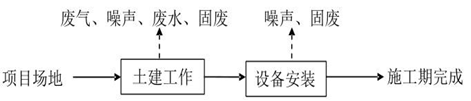 废气、噪声、废水、固废
噪声、固废
项目场地
土建工作
设备安装
施工期完成